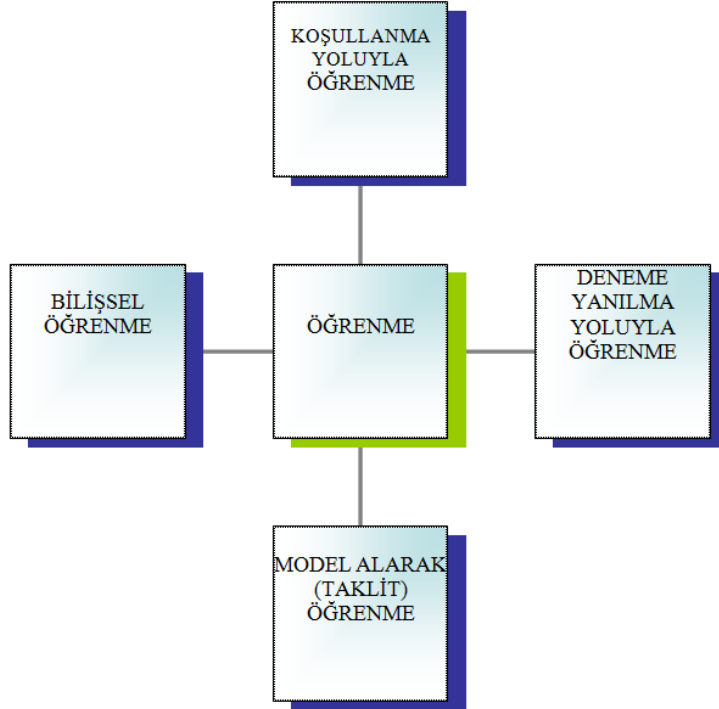 KOŞULLANMA
YOLUYLA
ÖĞRENME
BİLİŞSEL
ÖĞRENME
ÖĞRENME
DENEME
YANILMA
YOLUYLA
ÖĞRENME
MODEL ALARAK
(TAKLİT)
ÖĞRENME